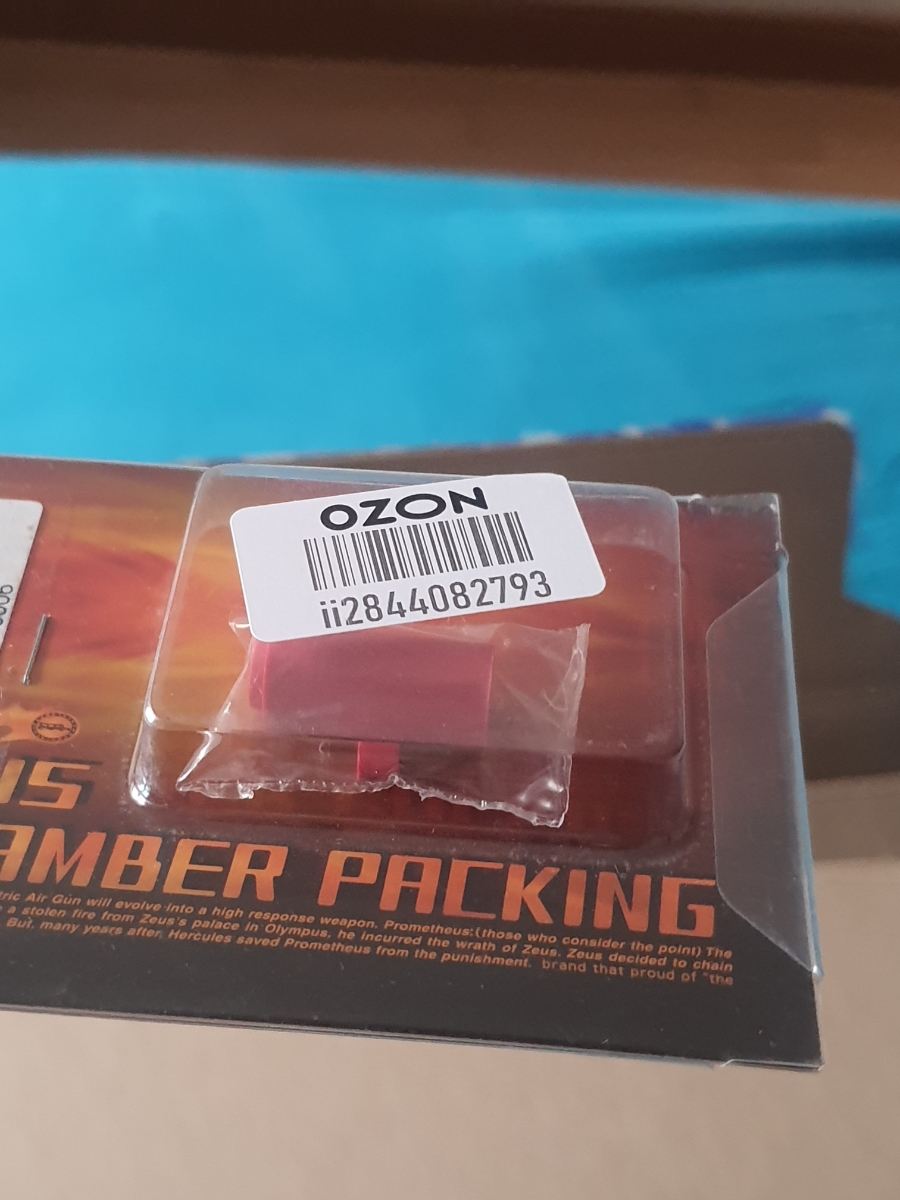 OZON
ii2844082793
IS
AMBER PACKING
tric Air Gun will evolve into a high response weapon. Prometheus:(those who consider the point) The
a stolen fire from Zeus's palace in Olympus, he incurred the wrath of Zeus. Zeus decided to chain
But, many years after, Hercules saved Prometheus from the punishment. brand that proud of "the